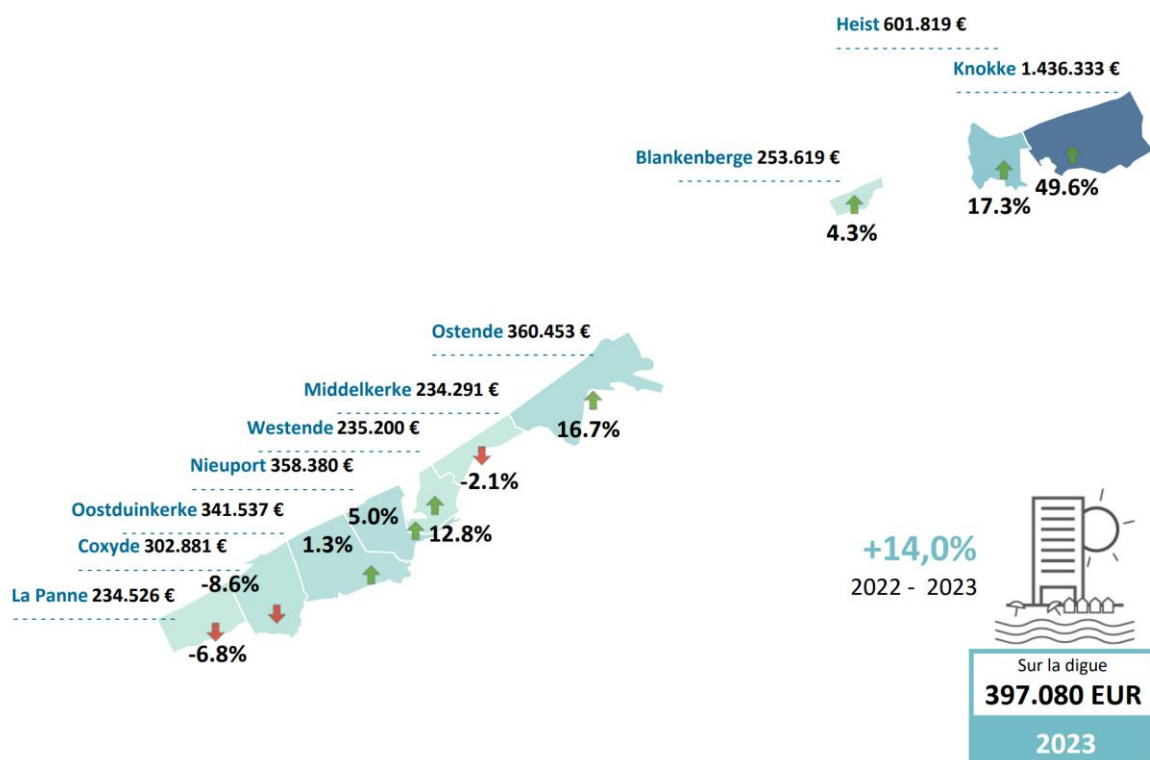 Heist 601.819 €
Knokke 1.436.333 €
Blankenberge 253.619 €
49.6%
17.3%
4.3%
Ostende 360.453 €
Middelkerke 234.291 €
Westende 235.200 €
16.7%
Nieuport 358.380 €
-2.1%
Oostduinkerke 341.537 €
5.0%
12.8%
1.3%
Coxyde 302.881 €
-8.6%
La Panne 234.526 €
-6.8%
+14,0%
2022 - 2023
Sur la digue
397.080 EUR
2023